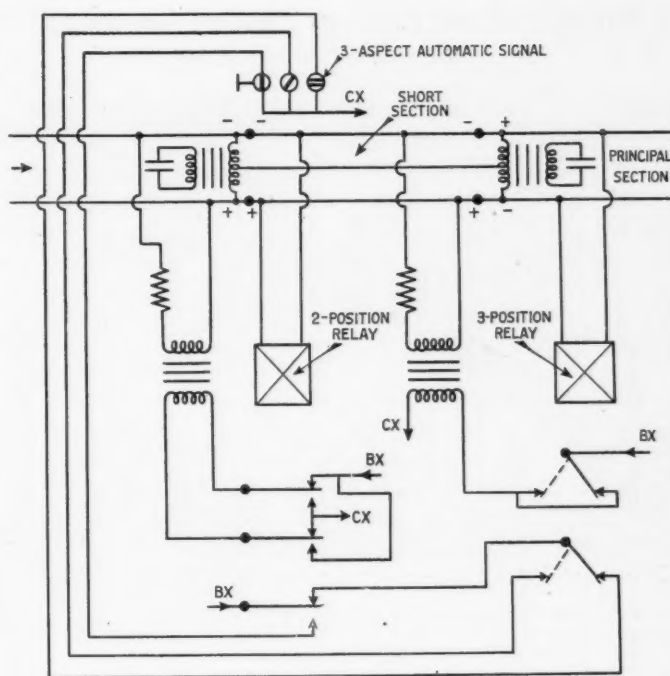 3-ASPECT AUTOMATIC SIGNAL
CX
SHORT
SECTION
- -
- +
PRINCIPAL
SECTION
+ +
+ -
2-POSITION
RELAY
3-POSITION
RELAY
CX
BX
BX
CX
BX